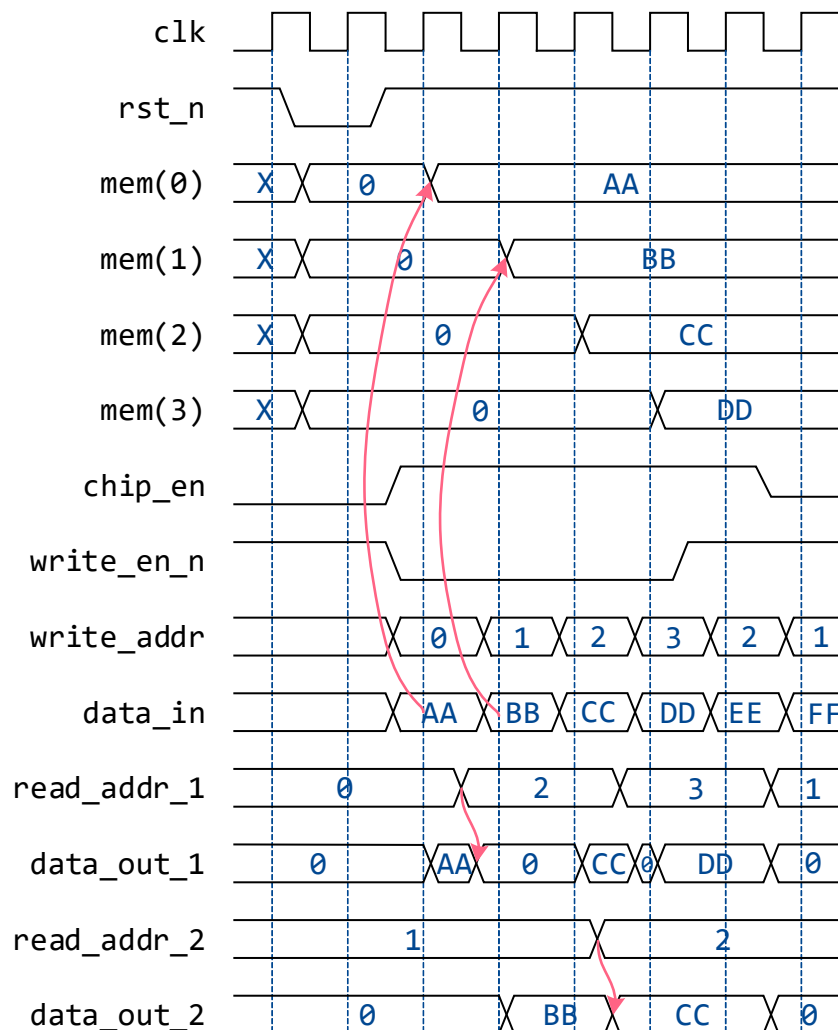 clk
rst_n
mem(0) X 0 AA
mem(1) X 0 BB
mem(2) X 0 CC
mem(3) X 0 DD
chip_en
write_en_n
write_addr 0 1 2 3 2 1
data_in AA BB CC DD EE FF
read_addr_1 0 2 3 1
data_out_1 0 AA 0 CC 0 DD 0
read_addr_2 1 2
data_out_2 0 BB CC 0